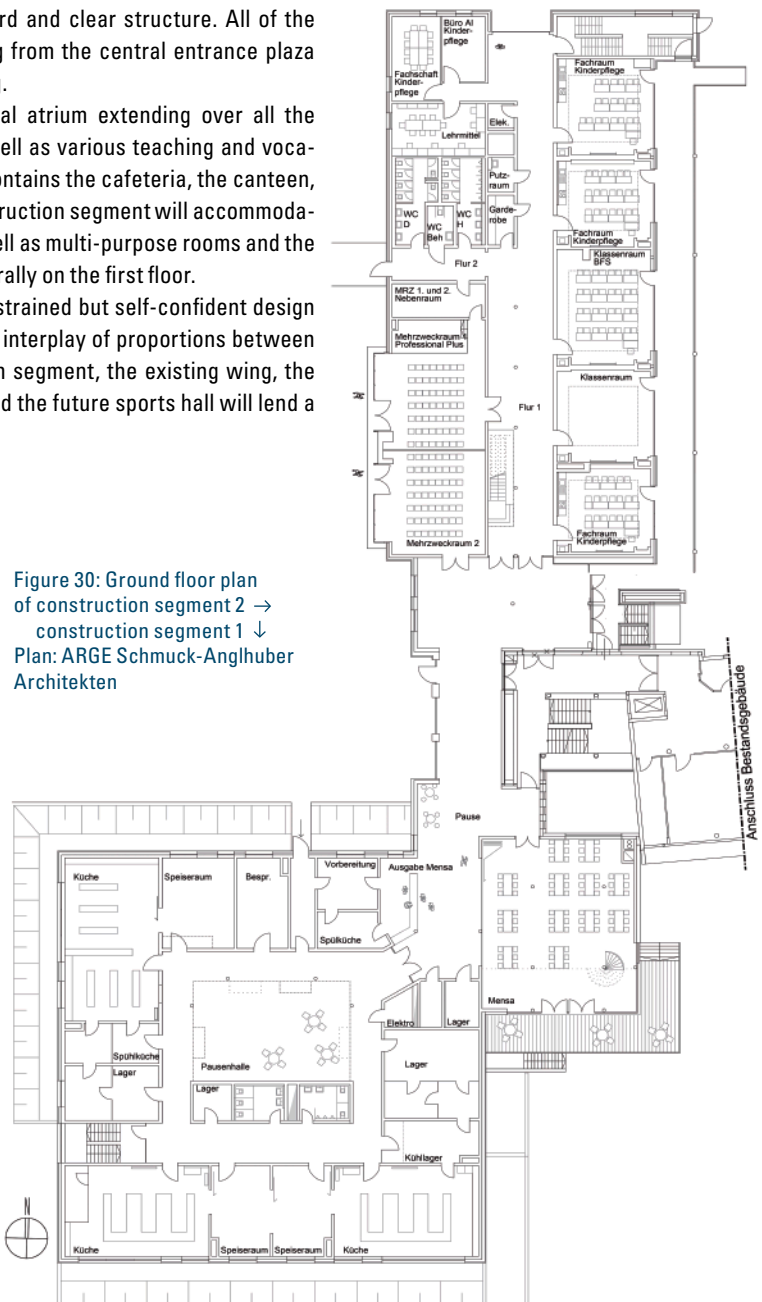 rd and clear structure. All of the
g from the central entrance plaza
g.
al atrium extending over all the
ell as various teaching and voca-
ontains the cafeteria, the canteen,
ruction segment will accommoda-
ell as multi-purpose rooms and the
rally on the first floor.
strained but self-confident design
interplay of proportions between
n segment, the existing wing, the
d the future sports hall will lend a
Figure 30: Ground floor plan
of construction segment 2 →
construction segment 1 ↓
Plan: ARGE Schmuck-Anglhuber
Architekten
Büro AI
Kinder-
pflege
Fachschaft
Kinder-
pflege
Fachraum
Kinderpflege
Lehrmittel
Elek.
Putz-
raum
WC
D
WC
Beh
WC
H
Garde-
robe
Fachraum
Kinderpflege
Klassenraum
BFS
Flur 2
MRZ 1. und 2.
Nebenraum
Mehrzweckraum 1
Professional Plus
Klassenraum
Flur 1
Mehrzweckraum 2
Fachraum
Kinderpflege
Anschluss Bestandsgebäude
Pause
Küche
Speiseraum
Bespr.
Vorbereitung
Ausgabe Mensa
Spülküche
Mensa
Elektro
Lager
Spühlküche
Lager
Pausenhalle
Lager
Lager
Kühllager
N
Küche
Speiseraum
Speiseraum
Küche